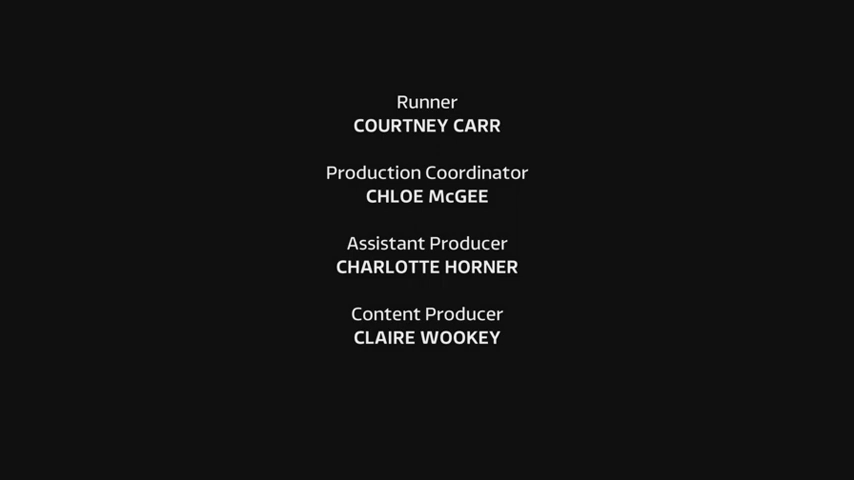 Runner
COURTNEY CARR
Production Coordinator
CHLOE McGEE
Assistant Producer
CHARLOTTE HORNER
Content Producer
CLAIRE WOOKEY